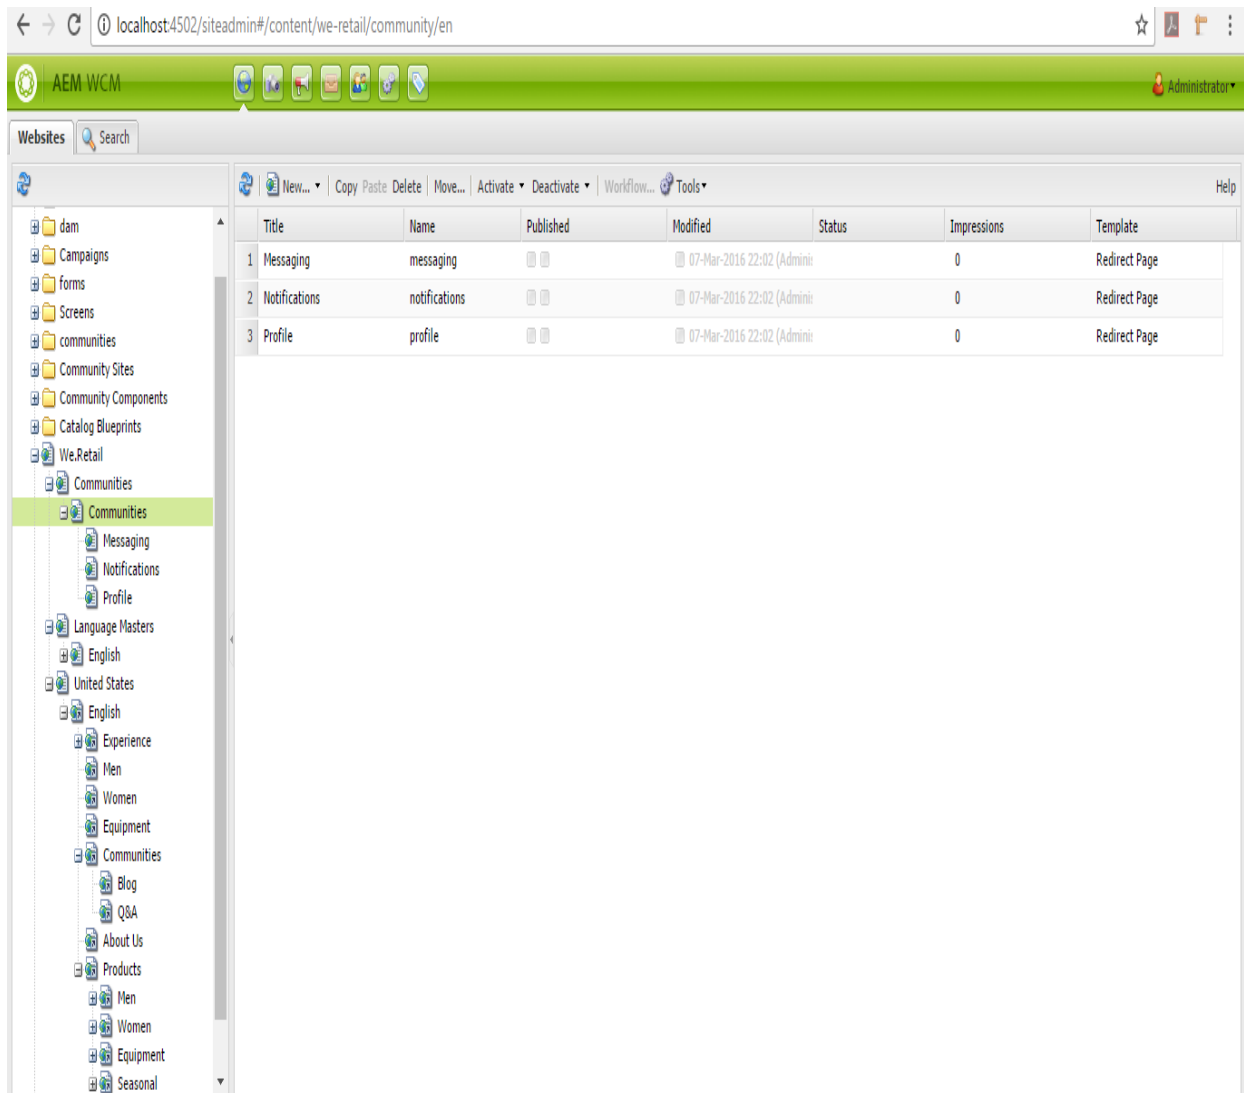 localhost:4502/siteadmin#/content/we-retail/community/en
AEM WCM
Administrator
Websites Search
New... Copy Paste Delete Move... Activate Deactivate Workflow... Tools Help
Title Name Published Modified Status Impressions Template
1 Messaging messaging 07-Mar-2016 22:02 (Adminis 0 Redirect Page
2 Notifications notifications 07-Mar-2016 22:02 (Adminis 0 Redirect Page
3 Profile profile 07-Mar-2016 22:02 (Adminis 0 Redirect Page
dam
Campaigns
forms
Screens
communities
Community Sites
Community Components
Catalog Blueprints
We.Retail
Communities
Communities
Messaging
Notifications
Profile
Language Masters
English
United States
English
Experience
Men
Women
Equipment
Communities
Blog
Q&A
About Us
Products
Men
Women
Equipment
Seasonal